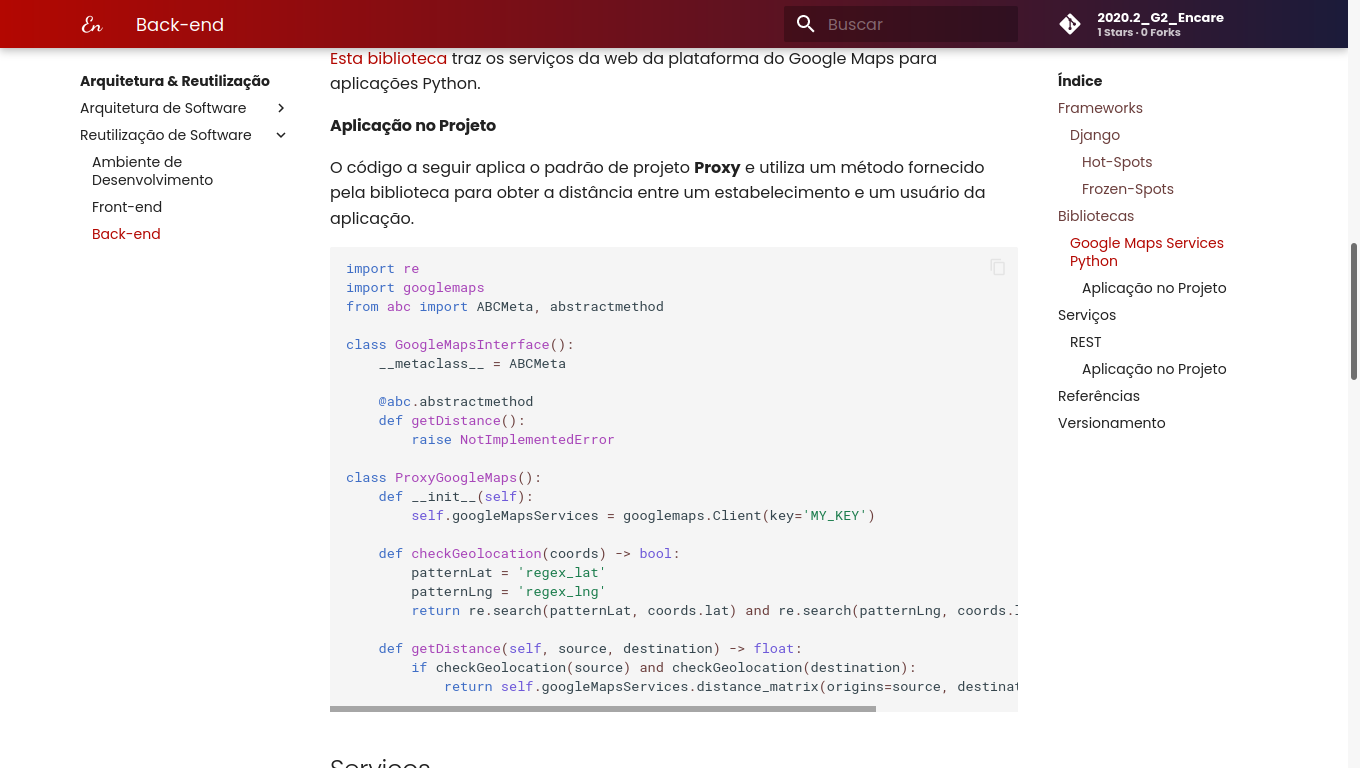 En
Back-end
Buscar
2020.2_G2_Encare
1 Stars · 0 Forks
Arquitetura & Reutilização
Arquitetura de Software
Reutilização de Software
Ambiente de
Desenvolvimento
Front-end
Back-end
Esta biblioteca traz os serviços da web da plataforma do Google Maps para
aplicações Python.
Aplicação no Projeto
O código a seguir aplica o padrão de projeto Proxy e utiliza um método fornecido
pela biblioteca para obter a distância entre um estabelecimento e um usuário da
aplicação.
import re
import googlemaps
from abc import ABCMeta, abstractmethod
class GoogleMapsInterface():
    __metaclass__ = ABCMeta
    @abc.abstractmethod
    def getDistance():
        raise NotImplementedError
class ProxyGoogleMaps():
    def __init__(self):
        self.googleMapsServices = googlemaps.Client(key='MY_KEY')
    def checkGeolocation(coords) -> bool:
        patternLat = 'regex_lat'
        patternLng = 'regex_lng'
        return re.search(patternLat, coords.lat) and re.search(patternLng, coords.
    def getDistance(self, source, destination) -> float:
        if checkGeolocation(source) and checkGeolocation(destination):
            return self.googleMapsServices.distance_matrix(origins=source, destinat
Serviços
Índice
Frameworks
Django
Hot-Spots
Frozen-Spots
Bibliotecas
Google Maps Services
Python
Aplicação no Projeto
Serviços
REST
Aplicação no Projeto
Referências
Versionamento